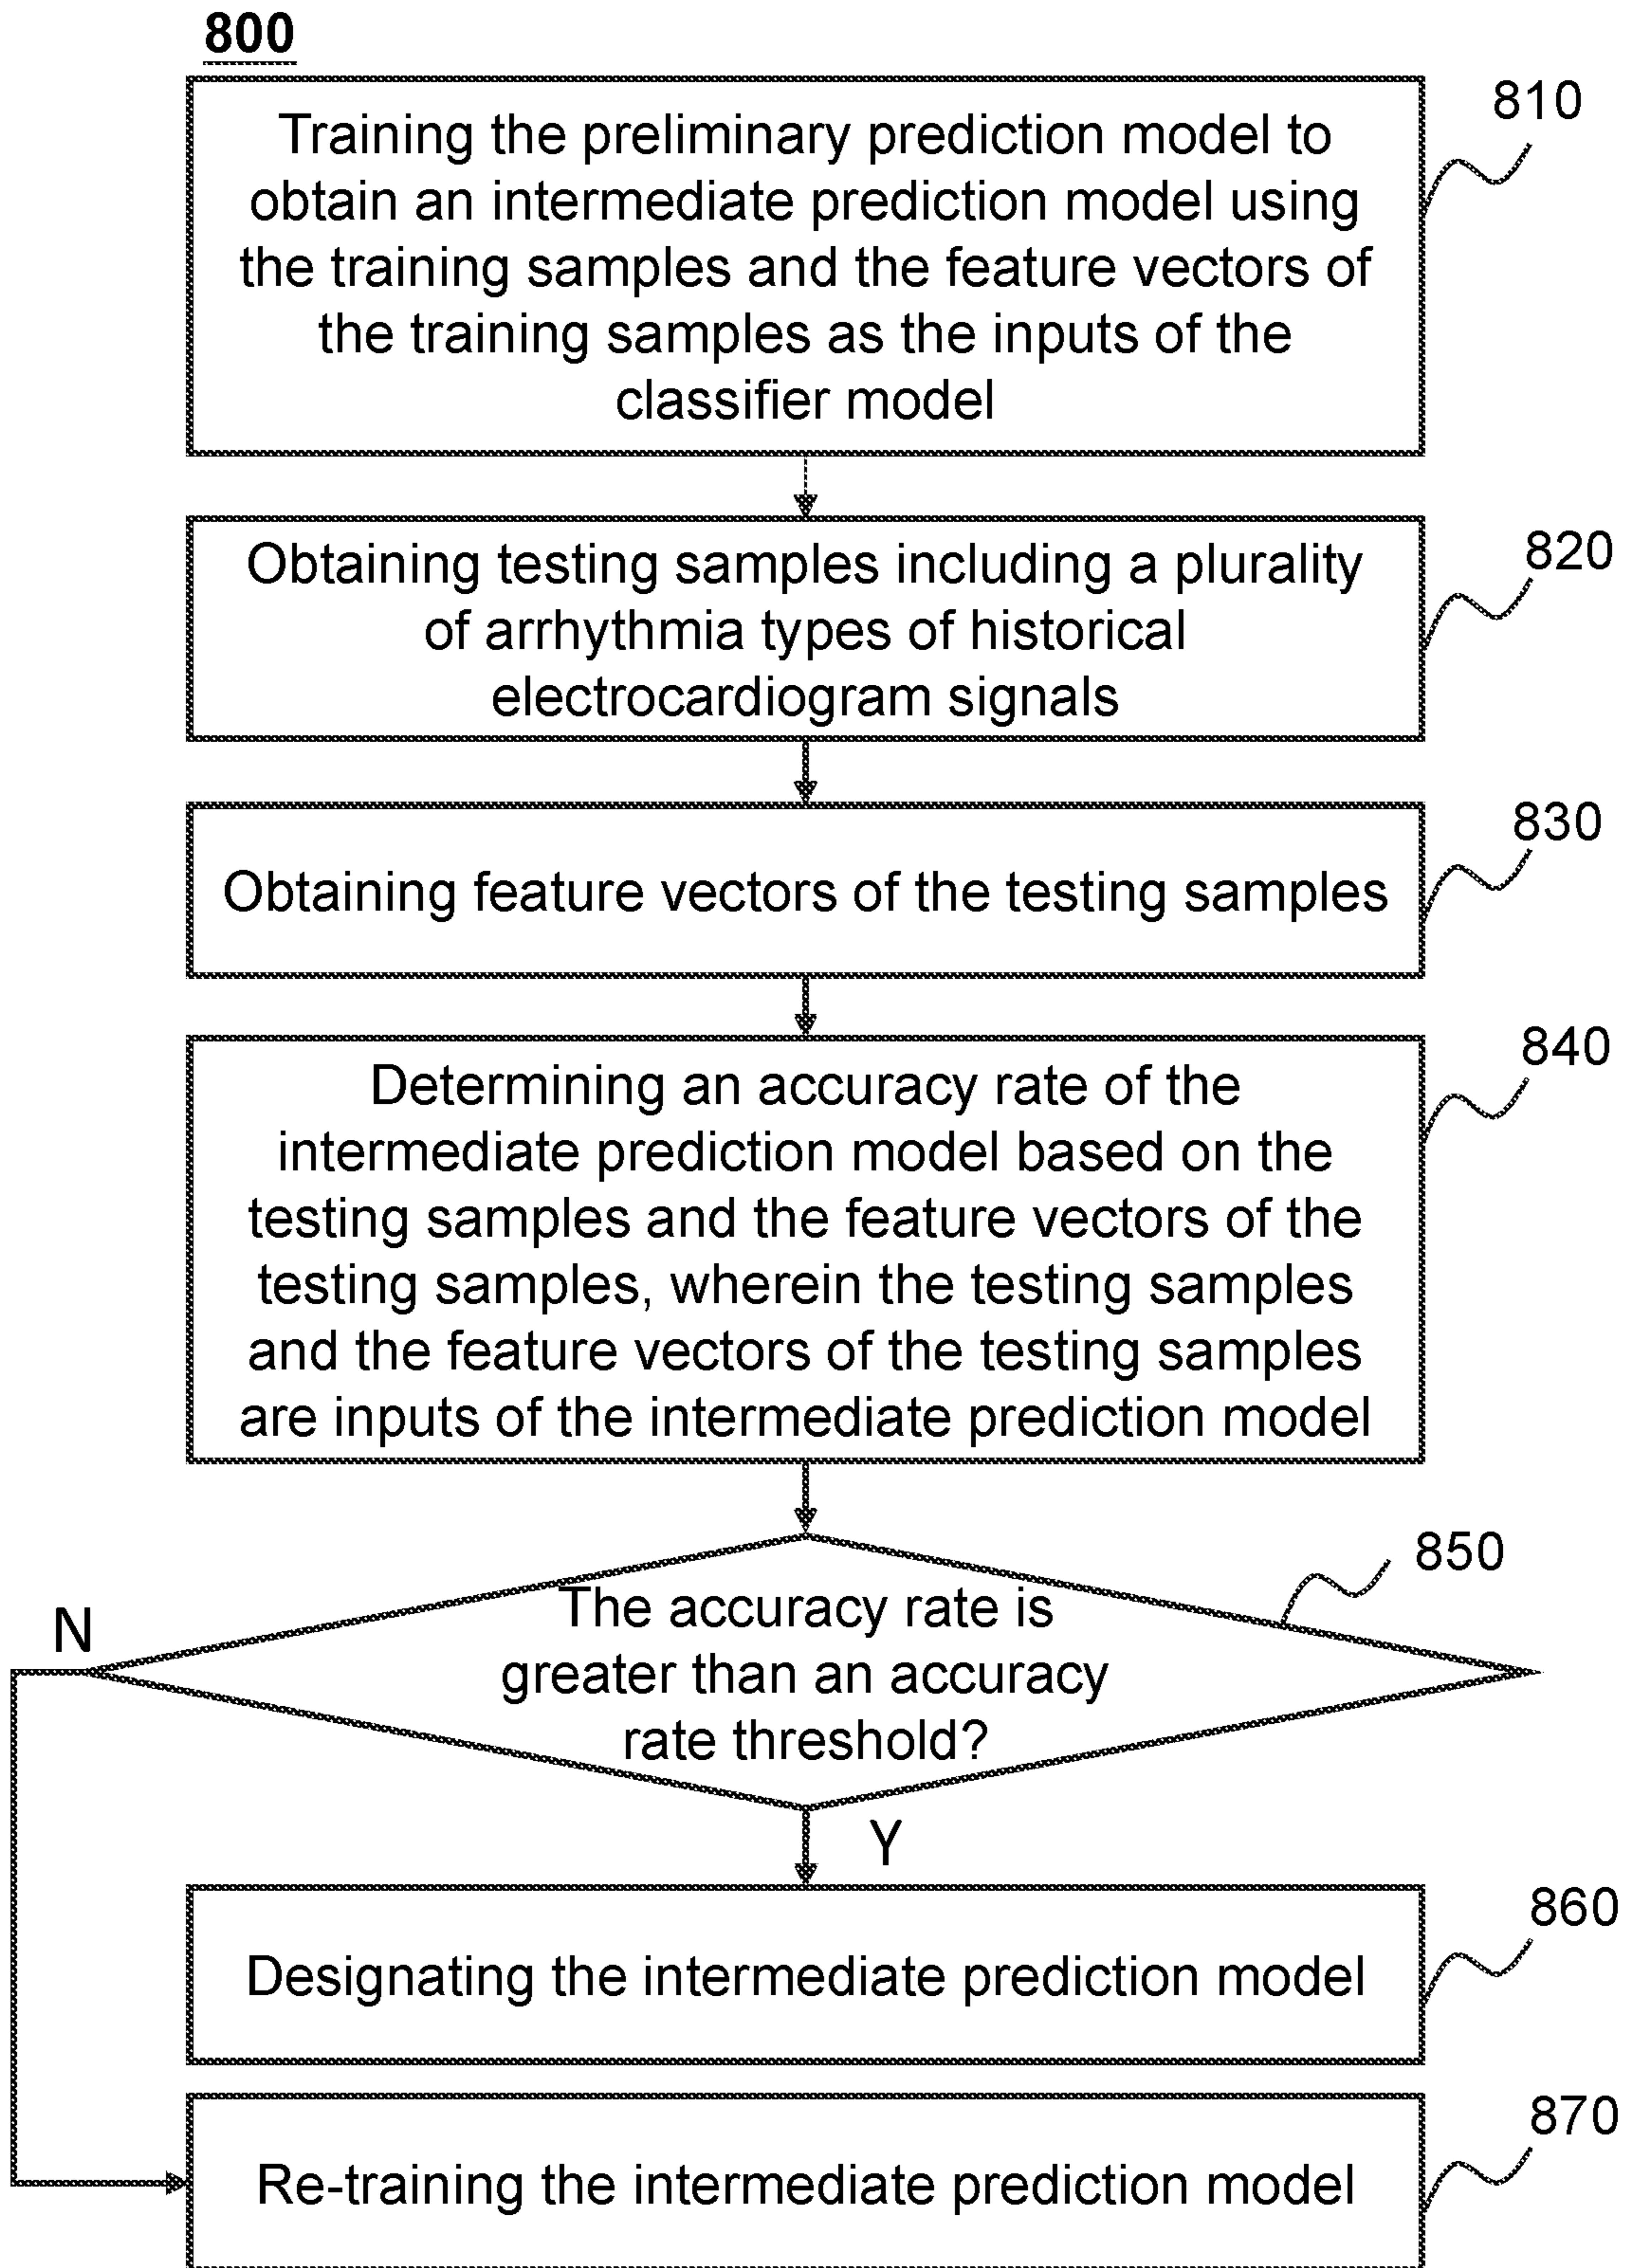 800
810
Training the preliminary prediction model to
obtain an intermediate prediction model using
the training samples and the feature vectors of
the training samples as the inputs of the
classifier model
820
Obtaining testing samples including a plurality
of arrhythmia types of historical
electrocardiogram signals
830
Obtaining feature vectors of the testing samples
840
Determining an accuracy rate of the
intermediate prediction model based on the
testing samples and the feature vectors of the
testing samples, wherein the testing samples
and the feature vectors of the testing samples
are inputs of the intermediate prediction model
850
The accuracy rate is
greater than an accuracy
rate threshold?
N
Y
860
Designating the intermediate prediction model
870
Re-training the intermediate prediction model